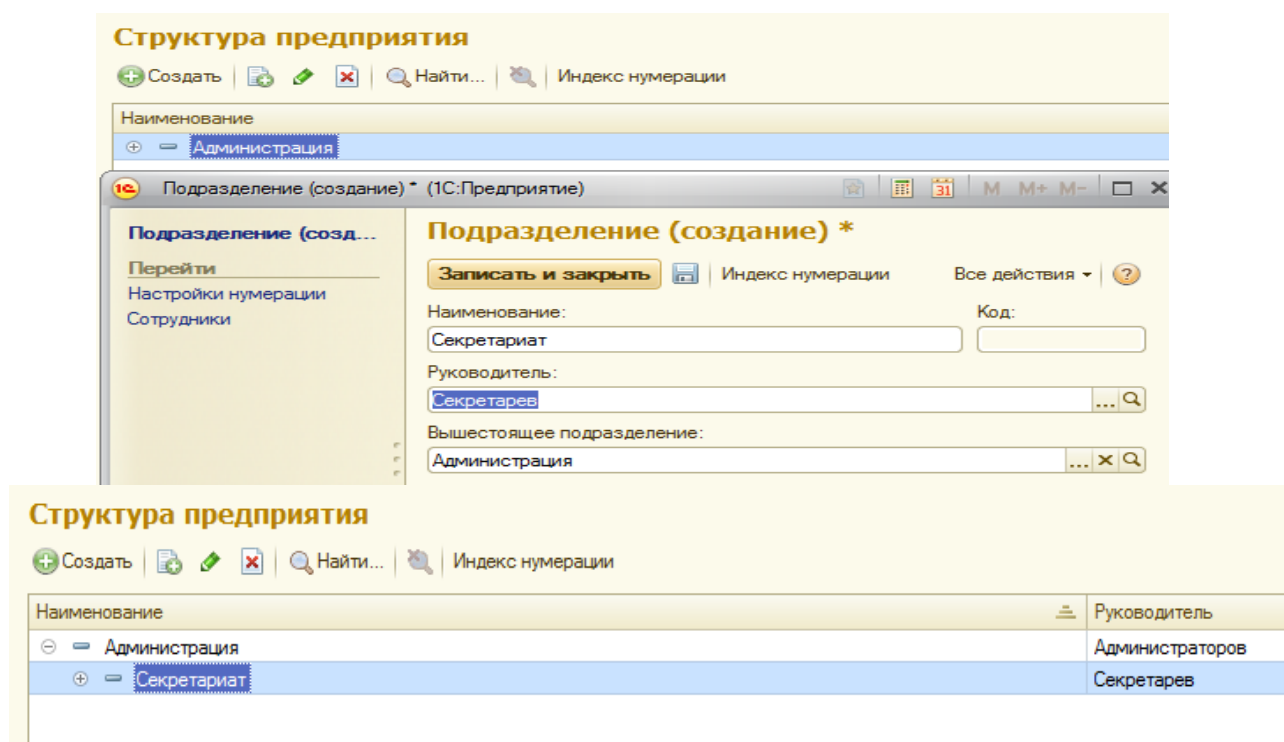 Структура предприятия
Создать Найти... Индекс нумерации
Наименование
Администрация
1С Подразделение (создание) * (1С:Предприятие) 31 M M+ M-
Подразделение (созд...
Перейти
Настройки нумерации
Сотрудники
Подразделение (создание) *
Записать и закрыть Индекс нумерации Все действия ?
Наименование: Код:
Секретариат
Руководитель:
Секретарев ...
Вышестоящее подразделение:
Администрация ...
Структура предприятия
Создать Найти... Индекс нумерации
Наименование Руководитель
Администрация Администраторов
Секретариат Секретарев